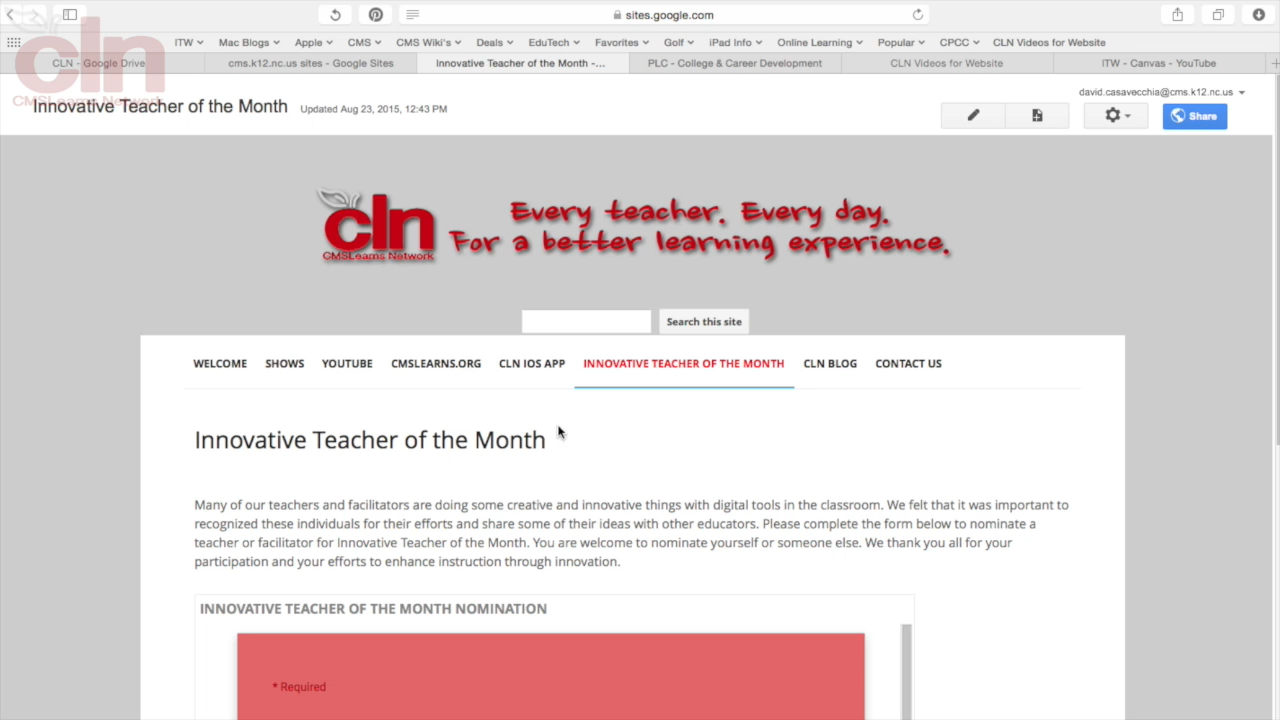 sites.google.com
ITW Mac Blogs Apple CMS CMS Wiki's Deals EduTech Favorites Golf iPad Info Online Learning Popular CPCC CLN Videos for Website
CLN - Google Drive cms.k12.nc.us sites - Google Sites Innovative Teacher of the Month -... PLC - College & Career Development CLN Videos for Website ITW - Canvas - YouTube
cln
CMSLearns Network
david.casavecchia@cms.k12.nc.us
Innovative Teacher of the Month Updated Aug 23, 2015, 12:43 PM
Share
cln
CMSLearns Network
Every teacher. Every day.
For a better learning experience.
Search this site
WELCOME SHOWS YOUTUBE CMSLEARNS.ORG CLN IOS APP INNOVATIVE TEACHER OF THE MONTH CLN BLOG CONTACT US
Innovative Teacher of the Month
Many of our teachers and facilitators are doing some creative and innovative things with digital tools in the classroom. We felt that it was important to
recognized these individuals for their efforts and share some of their ideas with other educators. Please complete the form below to nominate a
teacher or facilitator for Innovative Teacher of the Month. You are welcome to nominate yourself or someone else. We thank you all for your
participation and your efforts to enhance instruction through innovation.
INNOVATIVE TEACHER OF THE MONTH NOMINATION
* Required